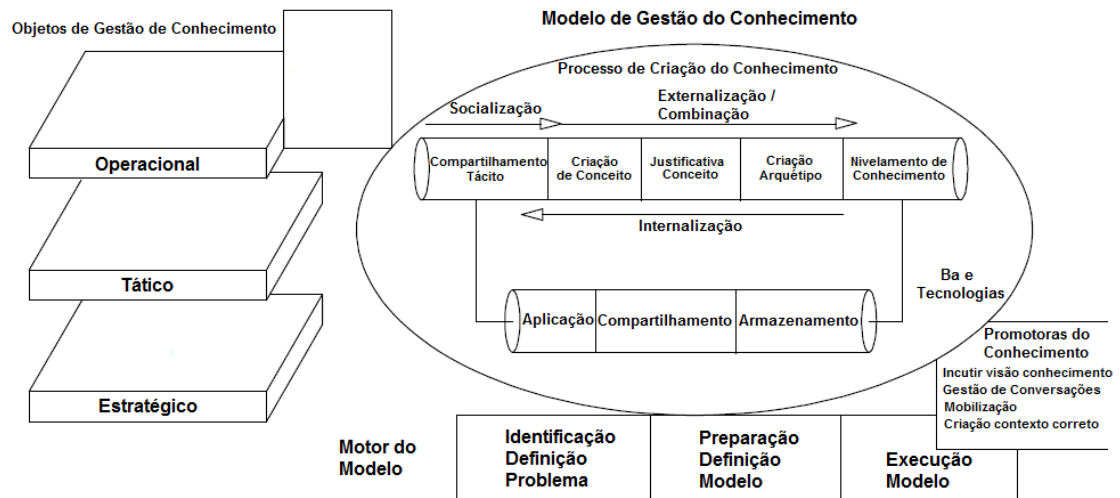 Modelo de Gestão do Conhecimento
Objetos de Gestão de Conhecimento
Operacional
Tático
Estratégico
Processo de Criação do Conhecimento
Socialização
Externalização /
Combinação
Compartilhamento
Tácito
Criação
de Conceito
Justificativa
Conceito
Criação
Arquétipo
Nivelamento de
Conhecimento
Internalização
Ba e
Tecnologias
Aplicação
Compartilhamento
Armazenamento
Promotoras do
Conhecimento
Incutir visão conhecimento
Gestão de Conversações
Mobilização
Criação contexto correto
Motor do
Modelo
Identificação
Definição
Problema
Preparação
Definição
Modelo
Execução
Modelo